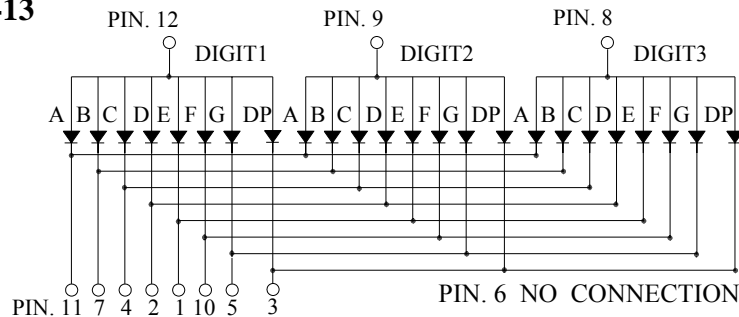 -13
PIN. 12 PIN. 9 PIN. 8
DIGIT1 DIGIT2 DIGIT3
A B C D E F G DP A B C D E F G DP A B C D E F G DP
PIN. 11 7 4 2 1 10 5 3
PIN. 6 NO CONNECTION